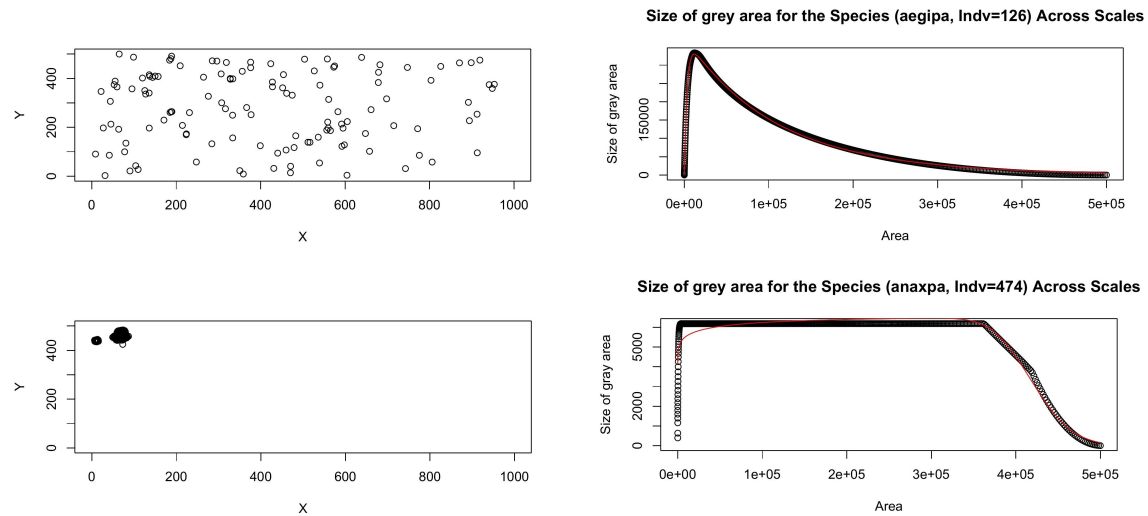 Size of grey area for the Species (aegipa, Indv=126) Across Scales
Y
0 200 400
0 200 400 600 800 1000
X
Size of gray area
0 150000
0e+00 1e+05 2e+05 3e+05 4e+05 5e+05
Area
Size of grey area for the Species (anaxpa, Indv=474) Across Scales
Y
0 200 400
0 200 400 600 800 1000
X
Size of gray area
0 2000 5000
0e+00 1e+05 2e+05 3e+05 4e+05 5e+05
Area